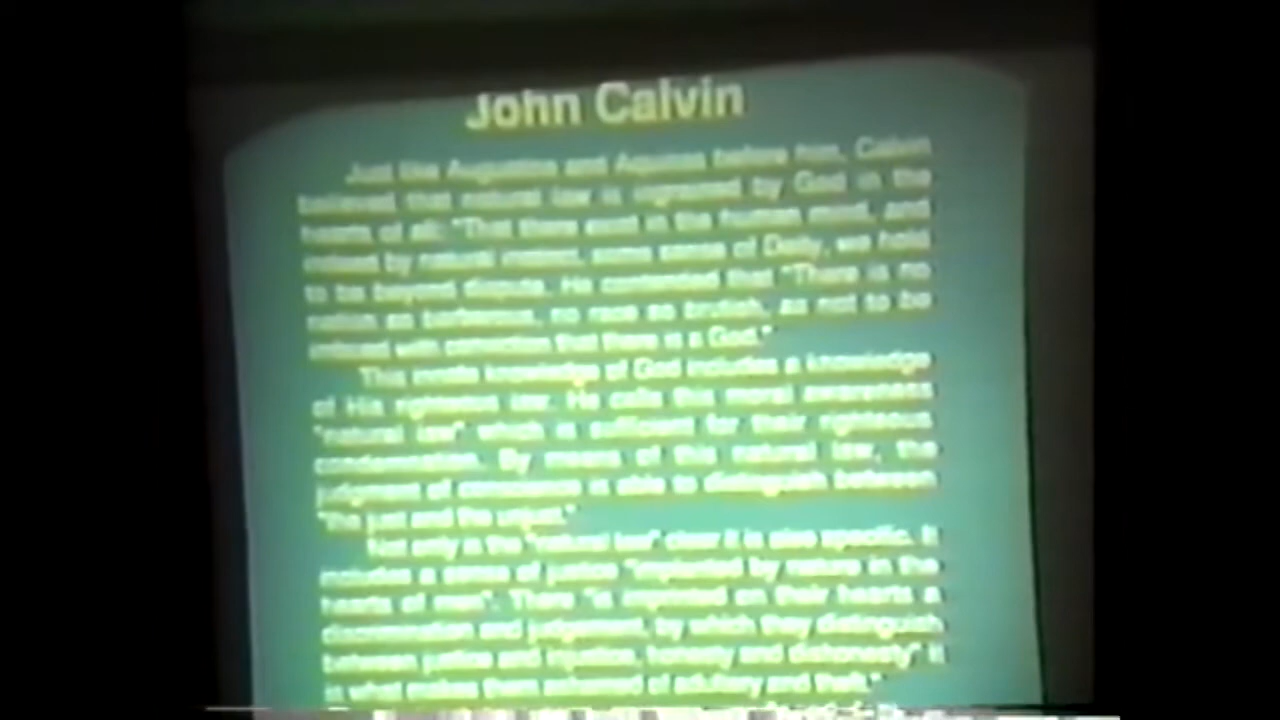 John Calvin
Just like Augustine and Aquinas before him, Calvin
believed that natural law is ingrained by God in the
hearts of all: "That there exist in the human mind, and
indeed by natural instinct, some sense of Deity, we hold
to be beyond dispute. He contended that "There is no
nation so barbarous, no race so brutish, as not to be
imbued with conviction that there is a God."
This innate knowledge of God includes a knowledge
of His righteous law. He calls this moral awareness
"natural law" which is sufficient for their righteous
condemnation. By means of this natural law, the
judgment of conscience is able to distinguish between
"the just and the unjust."
Not only is the "natural law" clear it is also specific. It
includes a sense of justice "implanted by nature in the
hearts of men". There "is imprinted on their hearts a
discrimination and judgement, by which they distinguish
between justice and injustice, honesty and dishonesty" It
is what makes them ashamed of adultery and theft."